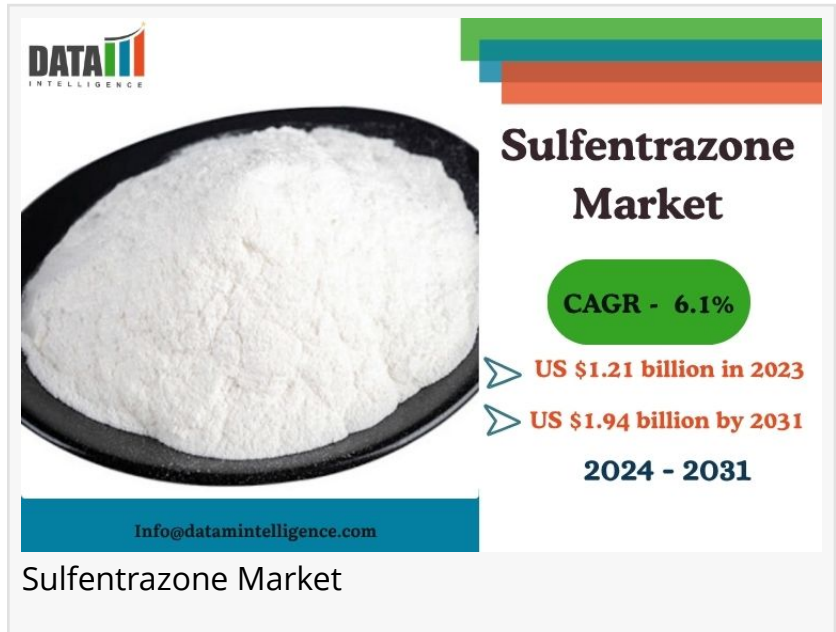 DATAM
INTELLIGENCE
Sulfentrazone
Market
CAGR - 6.1%
US $1.21 billion in 2023
US $1.94 billion by 2031
2024 - 2031
Info@datamintelligence.com
Sulfentrazone Market